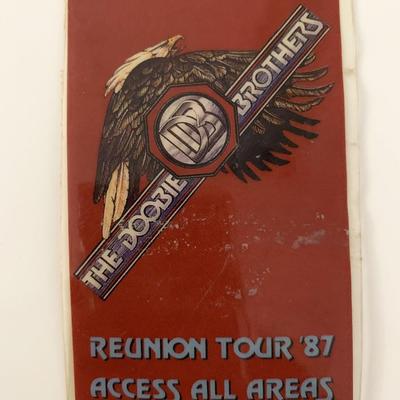 THE DOOBIE BROTHERS
DB
REUNION TOUR '87
ACCESS ALL AREAS